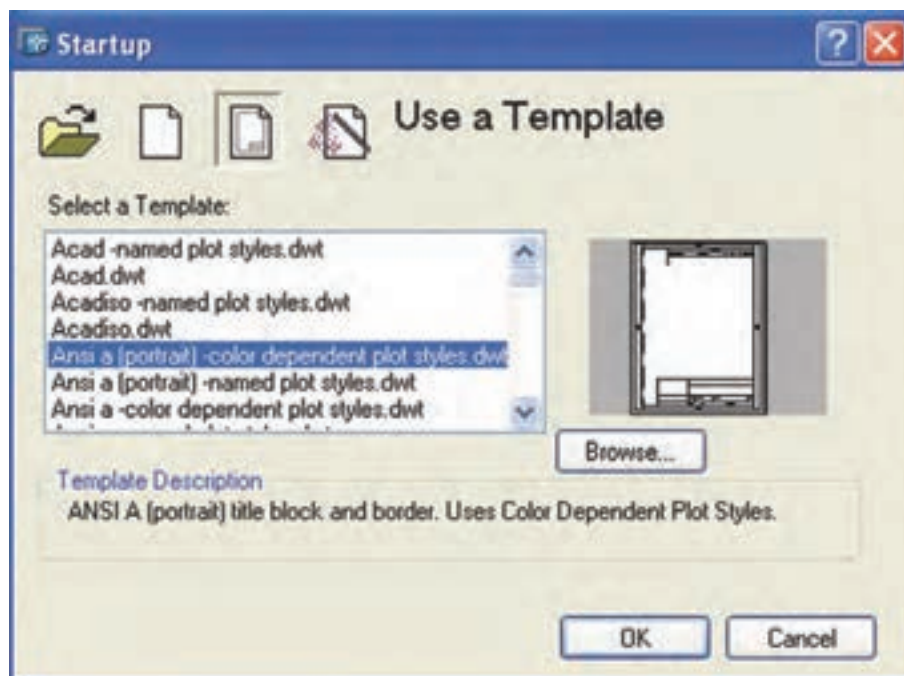 Startup
Use a Template
Select a Template:
Acad -named plot styles.dwt
Acad.dwt
Acadiso -named plot styles.dwt
Acadiso.dwt
Ansi a (portrait) -color dependent plot styles.dwt
Ansi a (portrait) -named plot styles.dwt
Ansi a -color dependent plot styles.dwt
Browse...
Template Description
ANSI A (portrait) title block and border. Uses Color Dependent Plot Styles.
OK
Cancel